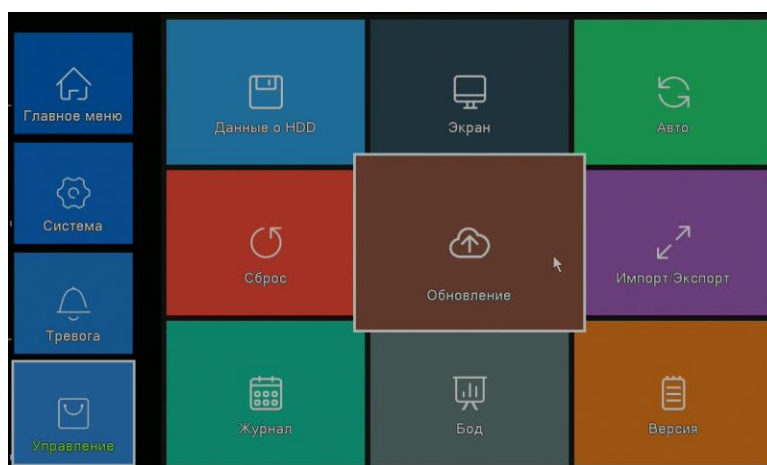 Главное меню
Данные о HDD
Экран
Авто
Система
Сброс
Обновление
Импорт/Экспорт
Тревога
Управление
Журнал
Бод
Версия